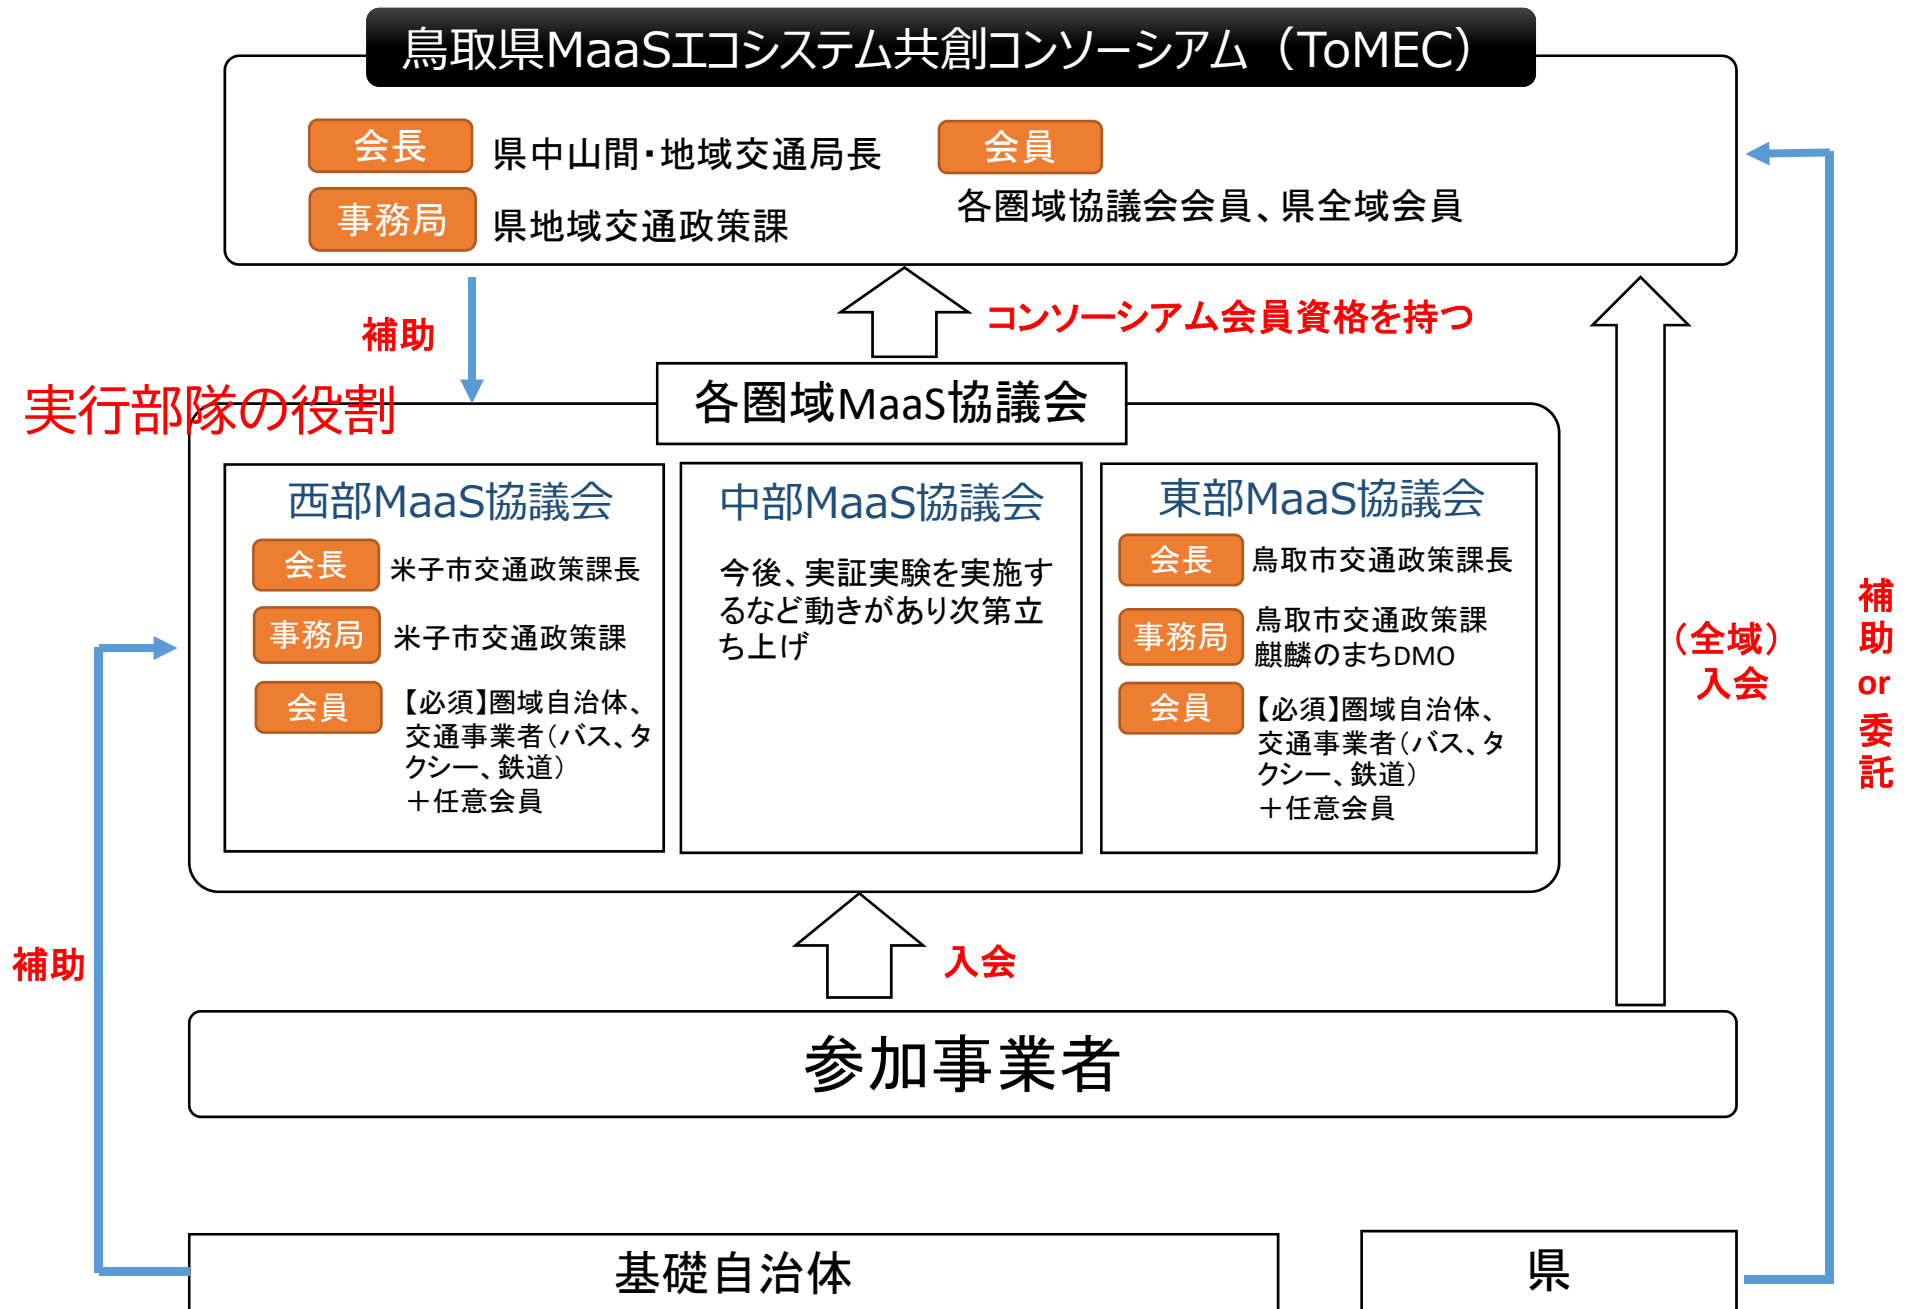 鳥取県MaaSエコシステム共創コンソーシアム（ToMEC）
会長
県中山間・地域交通局長
事務局
県地域交通政策課
会員
各圏域協議会会員、県全域会員
補助
コンソーシアム会員資格を持つ
実行部隊の役割
各圏域MaaS協議会
西部MaaS協議会
会長
米子市交通政策課長
事務局
米子市交通政策課
会員
【必須】圏域自治体、
交通事業者（バス、タ
クシー、鉄道）
＋任意会員
中部MaaS協議会
今後、実証実験を実施す
るなど動きがあり次第立
ち上げ
東部MaaS協議会
会長
鳥取市交通政策課長
事務局
鳥取市交通政策課
麒麟のまちDMO
会員
【必須】圏域自治体、
交通事業者（バス、タ
クシー、鉄道）
＋任意会員
（全域）
入会
補
助
or
委
託
補助
入会
参加事業者
基礎自治体
県